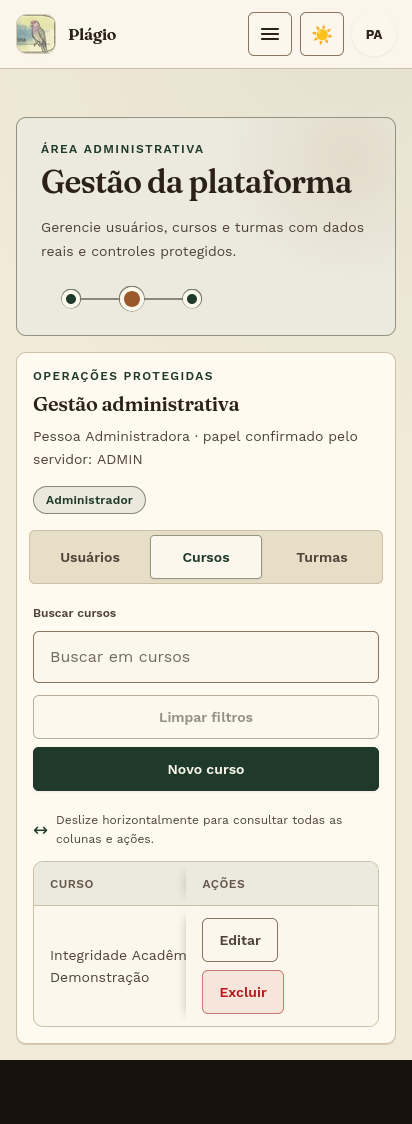 Plágio
PA
ÁREA ADMINISTRATIVA
Gestão da plataforma
Gerencie usuários, cursos e turmas com dados
reais e controles protegidos.
OPERAÇÕES PROTEGIDAS
Gestão administrativa
Pessoa Administradora · papel confirmado pelo
servidor: ADMIN
Administrador
Usuários
Cursos
Turmas
Buscar cursos
Buscar em cursos
Limpar filtros
Novo curso
Deslize horizontalmente para consultar todas as
colunas e ações.
CURSO
AÇÕES
Integridade Acadêm
Demonstração
Editar
Excluir